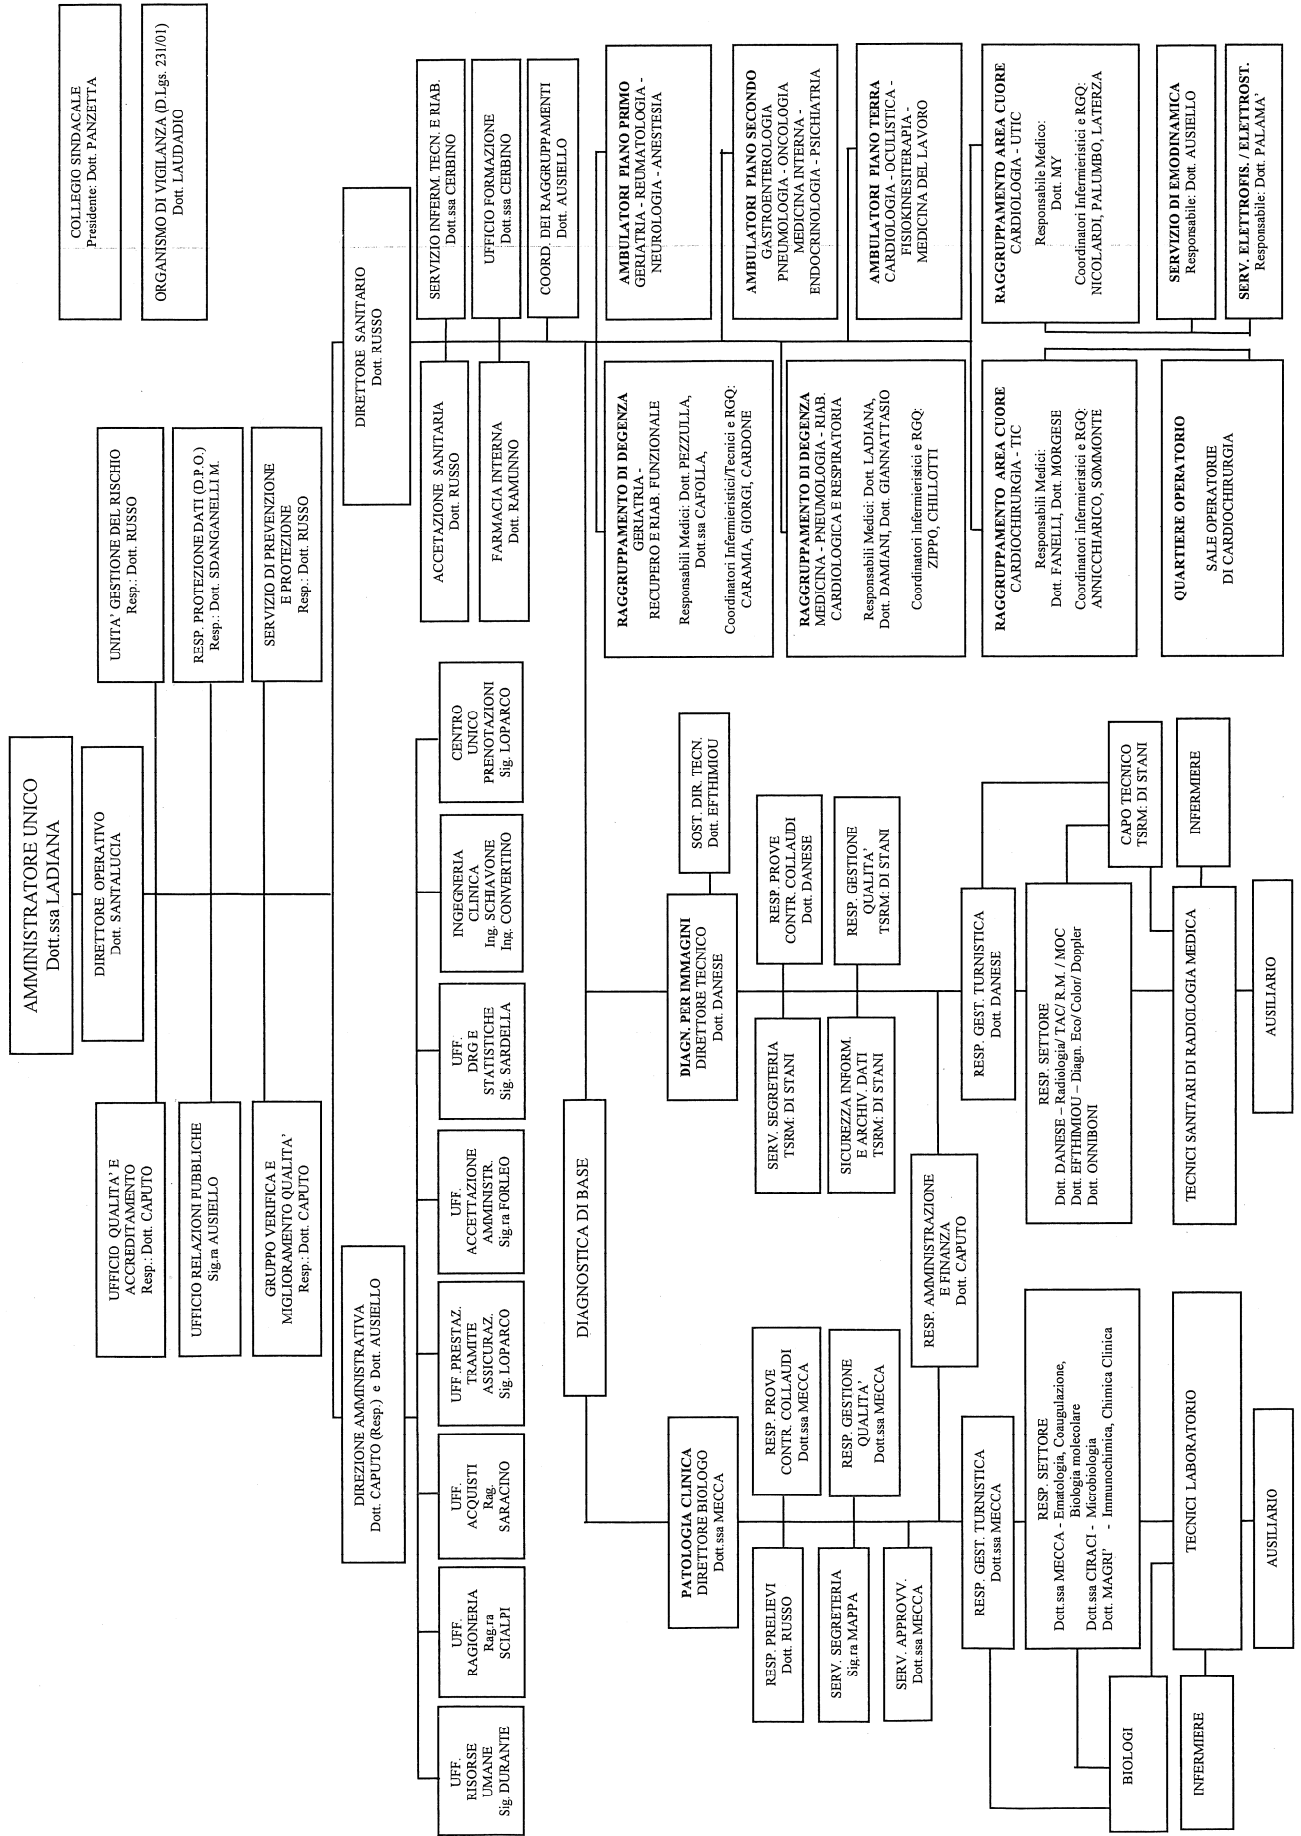 COLLEGIO SINDACALE
Presidente: Dott. PANZETTA
ORGANISMO DI VIGILANZA (D.Lgs. 231/01)
Dott. LAUDADIO
AMMINISTRATORE UNICO
Dott.ssa LADIANA
DIRETTORE OPERATIVO
Dott. SANTALUCIA
UFFICIO QUALITA' E
ACCREDITAMENTO
Resp.: Dott. CAPUTO
UNITA' GESTIONE DEL RISCHIO
Resp.: Dott. RUSSO
UFFICIO RELAZIONI PUBBLICHE
Sig.ra AUSIELLO
RESP. PROTEZIONE DATI (D.P.O.)
Resp.: Dott. SDANGANELLI M.
GRUPPO VERIFICA E
MIGLIORAMENTO QUALITA'
Resp.: Dott. CAPUTO
SERVIZIO DI PREVENZIONE
E PROTEZIONE
Resp.: Dott. RUSSO
DIREZIONE AMMINISTRATIVA
Dott. CAPUTO (Resp.) e Dott. AUSIELLO
DIRETTORE SANITARIO
Dott. RUSSO
UFF.
RISORSE
UMANE
Sig. DURANTE
UFF.
RAGIONERIA
Rag.ra
SCIALPI
UFF.
ACQUISTI
Rag.
SARACINO
UFF .PRESTAZ.
TRAMITE
ASSICURAZ.
Sig. LOPARCO
UFF.
ACCETTAZIONE
AMMINISTR.
Sig.ra FORLEO
UFF.
DRG E
STATISTICHE
Sig. SARDELLA
INGEGNERIA
CLINICA
Ing. SCHIAVONE
Ing. CONVERTINO
CENTRO
UNICO
PRENOTAZIONI
Sig. LOPARCO
ACCETAZIONE SANITARIA
Dott. RUSSO
SERVIZIO INFERM. TECN. E RIAB.
Dott.ssa CERBINO
FARMACIA INTERNA
Dott. RAMUNNO
UFFICIO FORMAZIONE
Dott.ssa CERBINO
COORD. DEI RAGGRUPPAMENTI
Dott. AUSIELLO
DIAGNOSTICA DI BASE
PATOLOGIA CLINICA
DIRETTORE BIOLOGO
Dott.ssa MECCA
RESP. PRELIEVI
Dott. RUSSO
RESP. PROVE
CONTR. COLLAUDI
Dott.ssa MECCA
SERV. SEGRETERIA
Sig.ra MAPPA
RESP. GESTIONE
QUALITA'
Dott.ssa MECCA
SERV. APPROVV.
Dott.ssa MECCA
RESP. AMMINISTRAZIONE
E FINANZA
Dott. CAPUTO
RESP. GEST. TURNISTICA
Dott.ssa MECCA
RESP. SETTORE
Dott.ssa MECCA - Ematologia, Coagulazione,
Biologia molecolare
Dott.ssa CIRACI - Microbiologia
Dott. MAGRI' - Immunochimica, Chimica Clinica
BIOLOGI
TECNICI LABORATORIO
INFERMIERE
AUSILIARIO
DIAGN. PER IMMAGINI
DIRETTORE TECNICO
Dott. DANESE
SOST. DIR. TECN.
Dott. EFTHIMIOU
SERV. SEGRETERIA
TSRM: DI STANI
RESP. PROVE
CONTR. COLLAUDI
Dott. DANESE
SICUREZZA INFORM.
E ARCHIV. DATI
TSRM: DI STANI
RESP. GESTIONE
QUALITA'
TSRM: DI STANI
RESP. GEST. TURNISTICA
Dott. DANESE
RESP. SETTORE
Dott. DANESE – Radiologia/ TAC/ R.M. / MOC
Dott. EFTHIMIOU – Diagn. Eco/ Color/ Doppler
Dott. ONNIBONI
CAPO TECNICO
TSRM: DI STANI
TECNICI SANITARI DI RADIOLOGIA MEDICA
INFERMIERE
AUSILIARIO
RAGGRUPPAMENTO DI DEGENZA
GERIATRIA -
RECUPERO E RIAB. FUNZIONALE
Responsabili Medici: Dott. PEZZULLA,
Dott.ssa CAFOLLA,
Coordinatori Infermieristici/Tecnici e RGQ:
CARAMIA, GIORGI, CARDONE
AMBULATORI PIANO PRIMO
GERIATRIA - REUMATOLOGIA -
NEUROLOGIA - ANESTESIA
AMBULATORI PIANO SECONDO
GASTROENTEROLOGIA
PNEUMOLOGIA - ONCOLOGIA
MEDICINA INTERNA -
ENDOCRINOLOGIA - PSICHIATRIA
RAGGRUPPAMENTO DI DEGENZA
MEDICINA - PNEUMOLOGIA - RIAB.
CARDIOLOGICA E RESPIRATORIA
Responsabili Medici: Dott LADIANA,
Dott. DAMIANI, Dott. GIANNATTASIO
Coordinatori Infermieristici e RGQ:
ZIPPO, CHILLOTTI
AMBULATORI PIANO TERRA
CARDIOLOGIA - OCULISTICA -
FISIOKINESITERAPIA -
MEDICINA DEL LAVORO
RAGGRUPPAMENTO AREA CUORE
CARDIOCHIRURGIA - TIC
Responsabili Medici:
Dott. FANELLI, Dott. MORGESE
Coordinatori Infermieristici e RGQ:
ANNICCHIARICO, SOMMONTE
RAGGRUPPAMENTO AREA CUORE
CARDIOLOGIA - UTIC
Responsabile Medico:
Dott. MY
Coordinatori Infermieristici e RGQ:
NICOLARDI, PALUMBO, LATERZA
QUARTIERE OPERATORIO
SALE OPERATORIE
DI CARDIOCHIRURGIA
SERVIZIO DI EMODINAMICA
Responsabile: Dott. AUSIELLO
SERV. ELETTROFIS. / ELETTROST.
Responsabile: Dott. PALAMA'